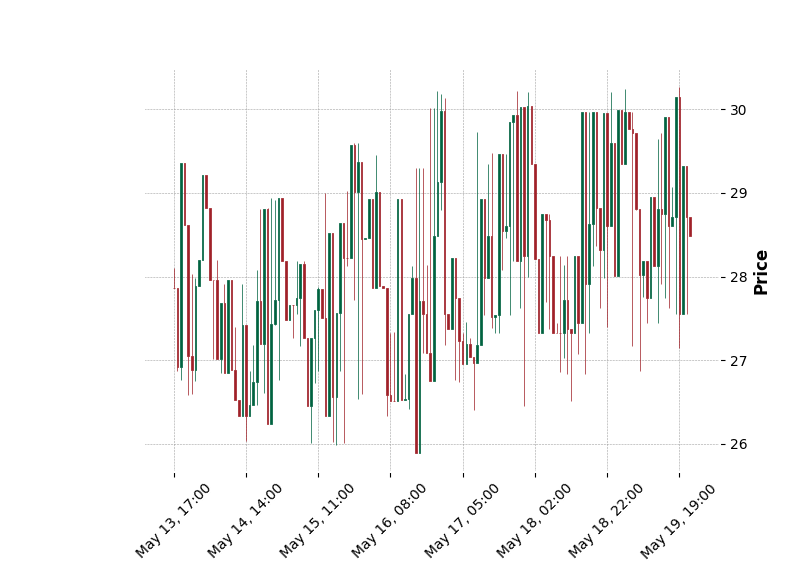 30
29
28
27
26
Price
May 13, 17:00
May 14, 14:00
May 15, 11:00
May 16, 08:00
May 17, 05:00
May 18, 02:00
May 18, 22:00
May 19, 19:00